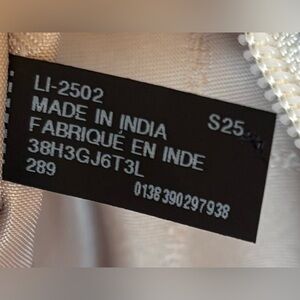 LI-2502
MADE IN INDIA S25
FABRIQUÉ EN INDE
38H3GJ6T3L
289
0136390297938